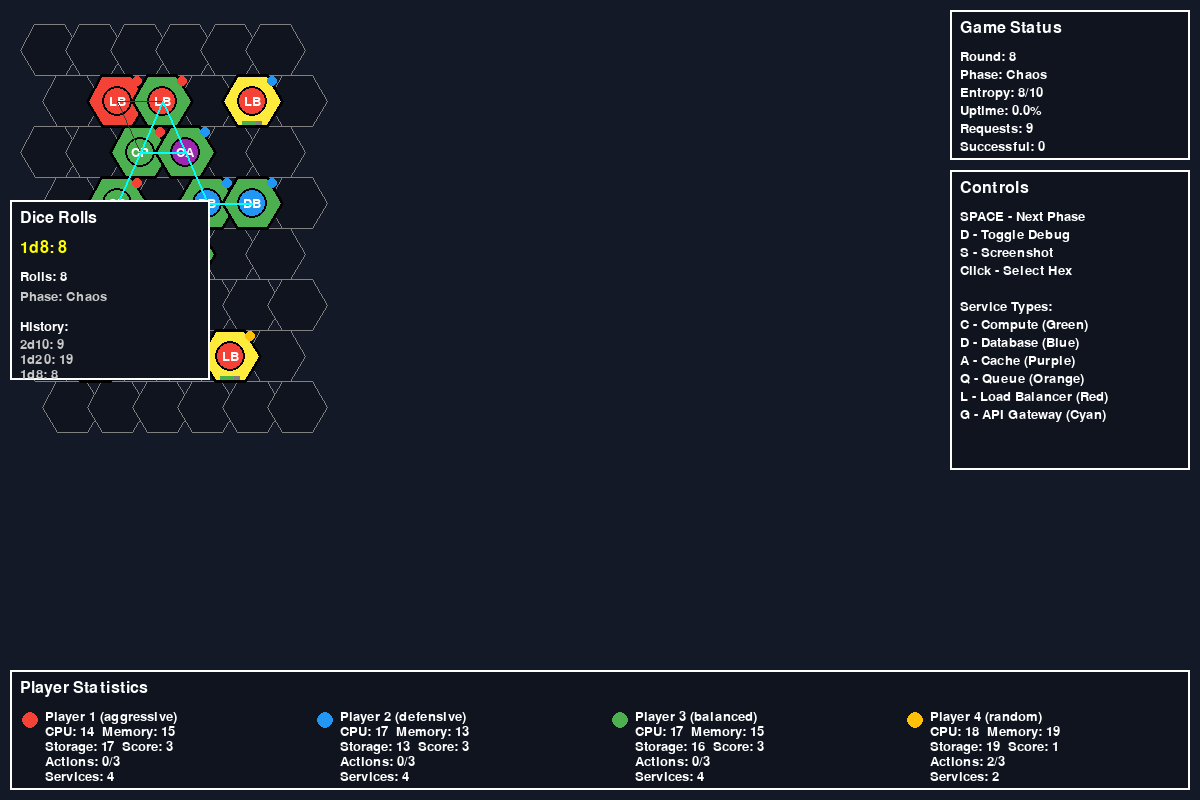 LB
LB
LB
CP
CA
DB
Dice Rolls
1d8: 8
Rolls: 8
Phase: Chaos
History:
2d10: 9
1d20: 19
1d8: 8
LB
Game Status
Round: 8
Phase: Chaos
Entropy: 8/10
Uptime: 0.0%
Requests: 9
Successful: 0
Controls
SPACE - Next Phase
D - Toggle Debug
S - Screenshot
Click - Select Hex
Service Types:
C - Compute (Green)
D - Database (Blue)
A - Cache (Purple)
Q - Queue (Orange)
L - Load Balancer (Red)
G - API Gateway (Cyan)
Player Statistics
Player 1 (aggressive)
CPU: 14  Memory: 15
Storage: 17  Score: 3
Actions: 0/3
Services: 4
Player 2 (defensive)
CPU: 17  Memory: 13
Storage: 13  Score: 3
Actions: 0/3
Services: 4
Player 3 (balanced)
CPU: 17  Memory: 15
Storage: 16  Score: 3
Actions: 0/3
Services: 4
Player 4 (random)
CPU: 18  Memory: 19
Storage: 19  Score: 1
Actions: 2/3
Services: 2